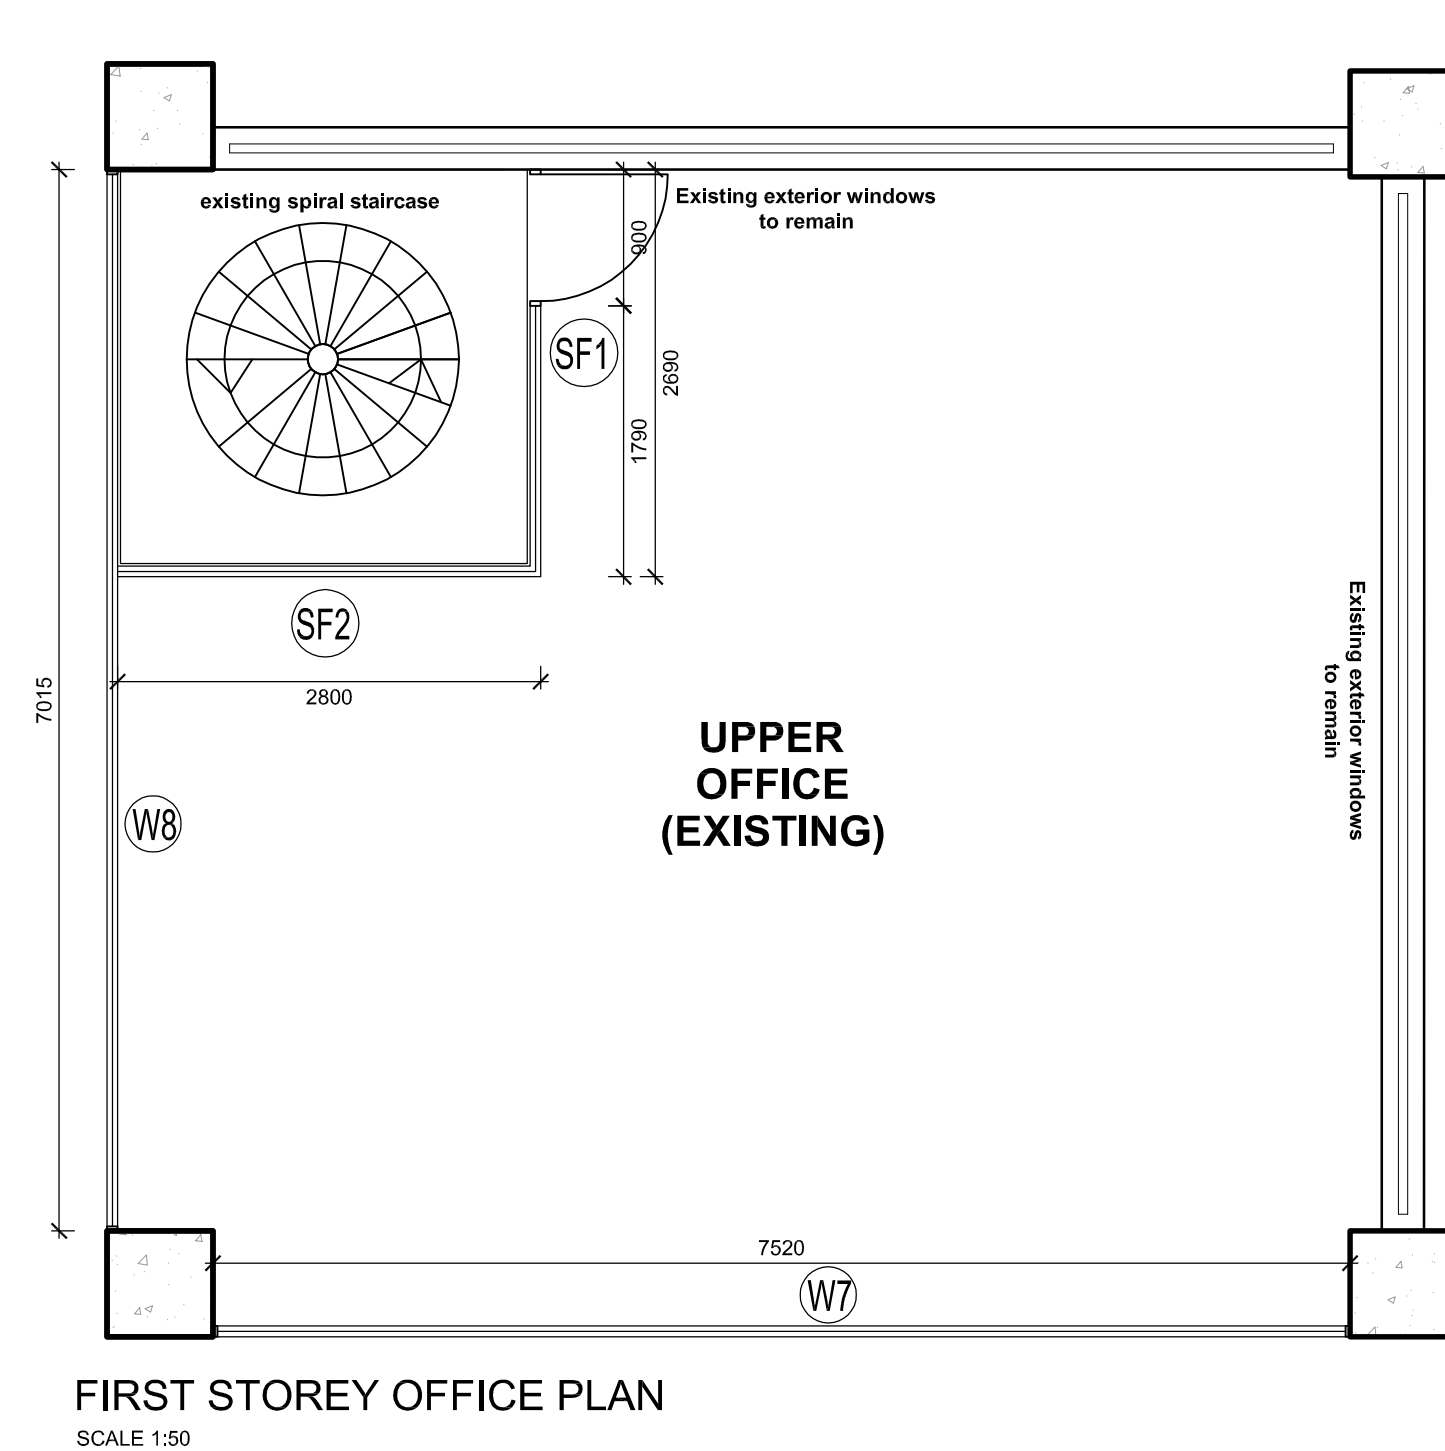 existing spiral staircase
Existing exterior windows
to remain
900
SF1
2690
1790
Existing exterior windows
to remain
SF2
2800
7015
UPPER
OFFICE
(EXISTING)
W8
7520
W7
FIRST STOREY OFFICE PLAN
SCALE 1:50